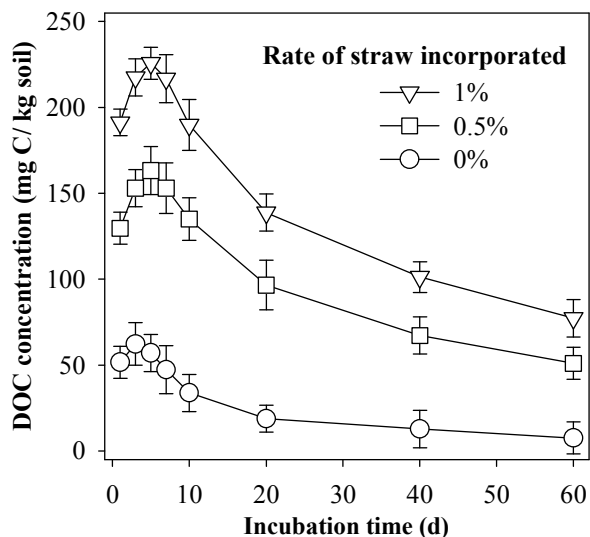 250
200
150
100
50
0
DOC concentration (mg C/ kg soil)
Rate of straw incorporated
1%
0.5%
0%
0 10 20 30 40 50 60
Incubation time (d)